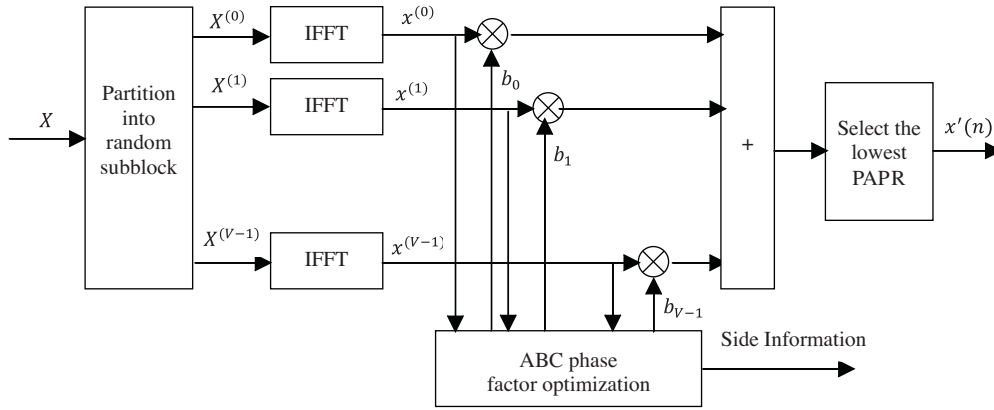 X
Partition
into
random
subblock
X^{(0)}
IFFT
x^{(0)}
b_0
X^{(1)}
IFFT
x^{(1)}
b_1
X^{(V-1)}
IFFT
x^{(V-1)}
b_{V-1}
+
Select the
lowest
PAPR
x'(n)
ABC phase
factor optimization
Side Information